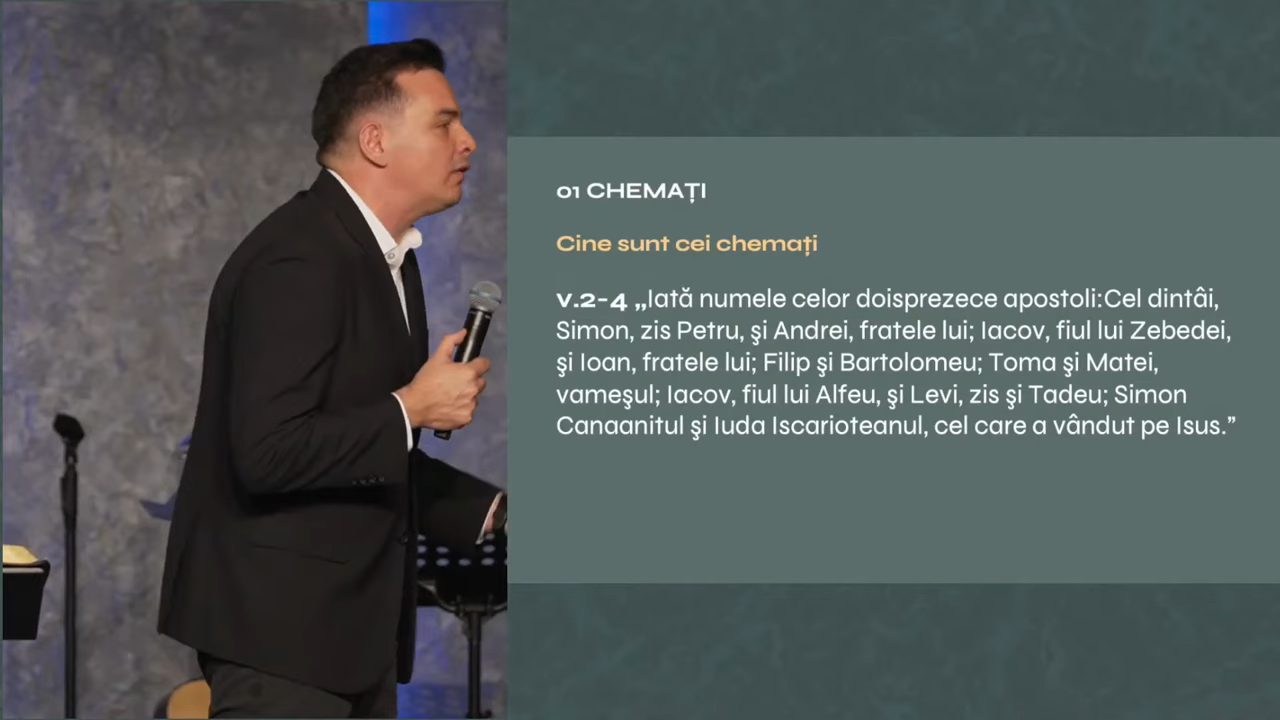 01 CHEMAȚI
Cine sunt cei chemați
v.2-4 „Iată numele celor doisprezece apostoli:Cel dintâi,
Simon, zis Petru, şi Andrei, fratele lui; Iacov, fiul lui Zebedei,
şi Ioan, fratele lui; Filip şi Bartolomeu; Toma şi Matei,
vameşul; Iacov, fiul lui Alfeu, şi Levi, zis şi Tadeu; Simon
Canaanitul şi Iuda Iscarioteanul, cel care a vândut pe Isus.”